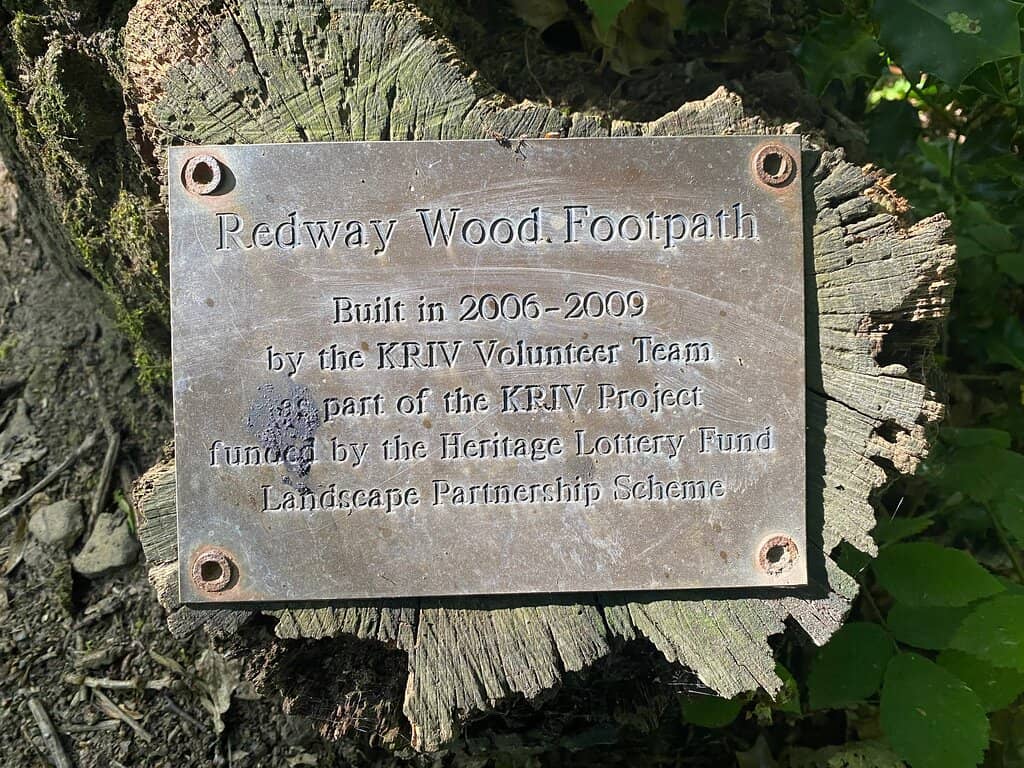 Redway Wood Footpath
Built in 2006-2009
by the KRIV Volunteer Team
as part of the KRIV Project
funded by the Heritage Lottery Fund
Landscape Partnership Scheme